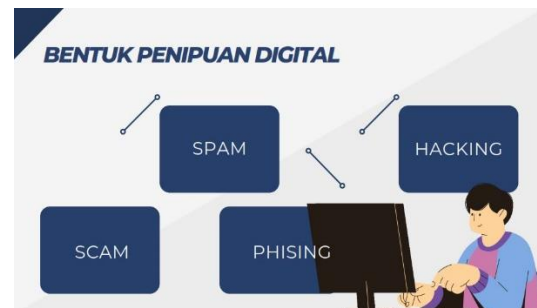 BENTUK PENIPUAN DIGITAL
SPAM
HACKING
SCAM
PHISING